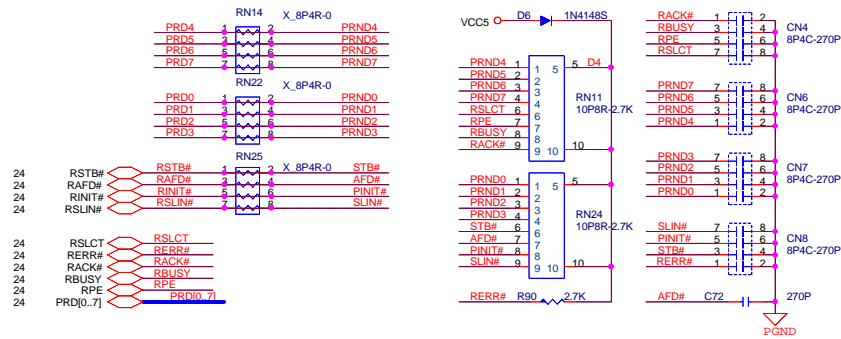 RN14 X_8P4R-0
PRD4 1 2 PRND4
PRD5 3 4 PRND5
PRD6 5 6 PRND6
PRD7 7 8 PRND7
RN22 X_8P4R-0
PRD0 1 2 PRND0
PRD1 3 4 PRND1
PRD2 5 6 PRND2
PRD3 7 8 PRND3
RN25 X_8P4R-0
24 RSTB# RSTB# 1 2 STB#
24 RAFD# RAFD# 3 4 AFD#
24 RINIT# RINIT# 5 6 PINIT#
24 RSLIN# RSLIN# 7 8 SLIN#
24 RSLCT RSLCT
24 RERR# RERR#
24 RACK# RACK#
24 RBUSY RBUSY
24 RPE RPE
24 PRD[0..7] PRD[0..7]
VCC5 D6 1N4148S
PRND4 1 1 5 5 D4
PRND5 2 2
PRND6 3 3
PRND7 4 4
RSLCT 6 6
RPE 7 7
RBUSY 8 8
RACK# 9 9 10 10
RN11
10P8R-2.7K
PRND0 1 1 5 5
PRND1 2 2
PRND2 3 3
PRND3 4 4
STB# 6 6
AFD# 7 7
PINIT# 8 8
SLIN# 9 9 10 10
RN24
10P8R-2.7K
RERR# R90 2.7K
RACK# 1 2
RBUSY 3 4
RPE 5 6
RSLCT 7 8
CN4
8P4C-270P
PRND7 7 8
PRND6 5 6
PRND5 3 4
PRND4 1 2
CN6
8P4C-270P
PRND3 7 8
PRND2 5 6
PRND1 3 4
PRND0 1 2
CN7
8P4C-270P
SLIN# 7 8
PINIT# 5 6
STB# 3 4
RERR# 1 2
CN8
8P4C-270P
AFD# C72 270P
PGND